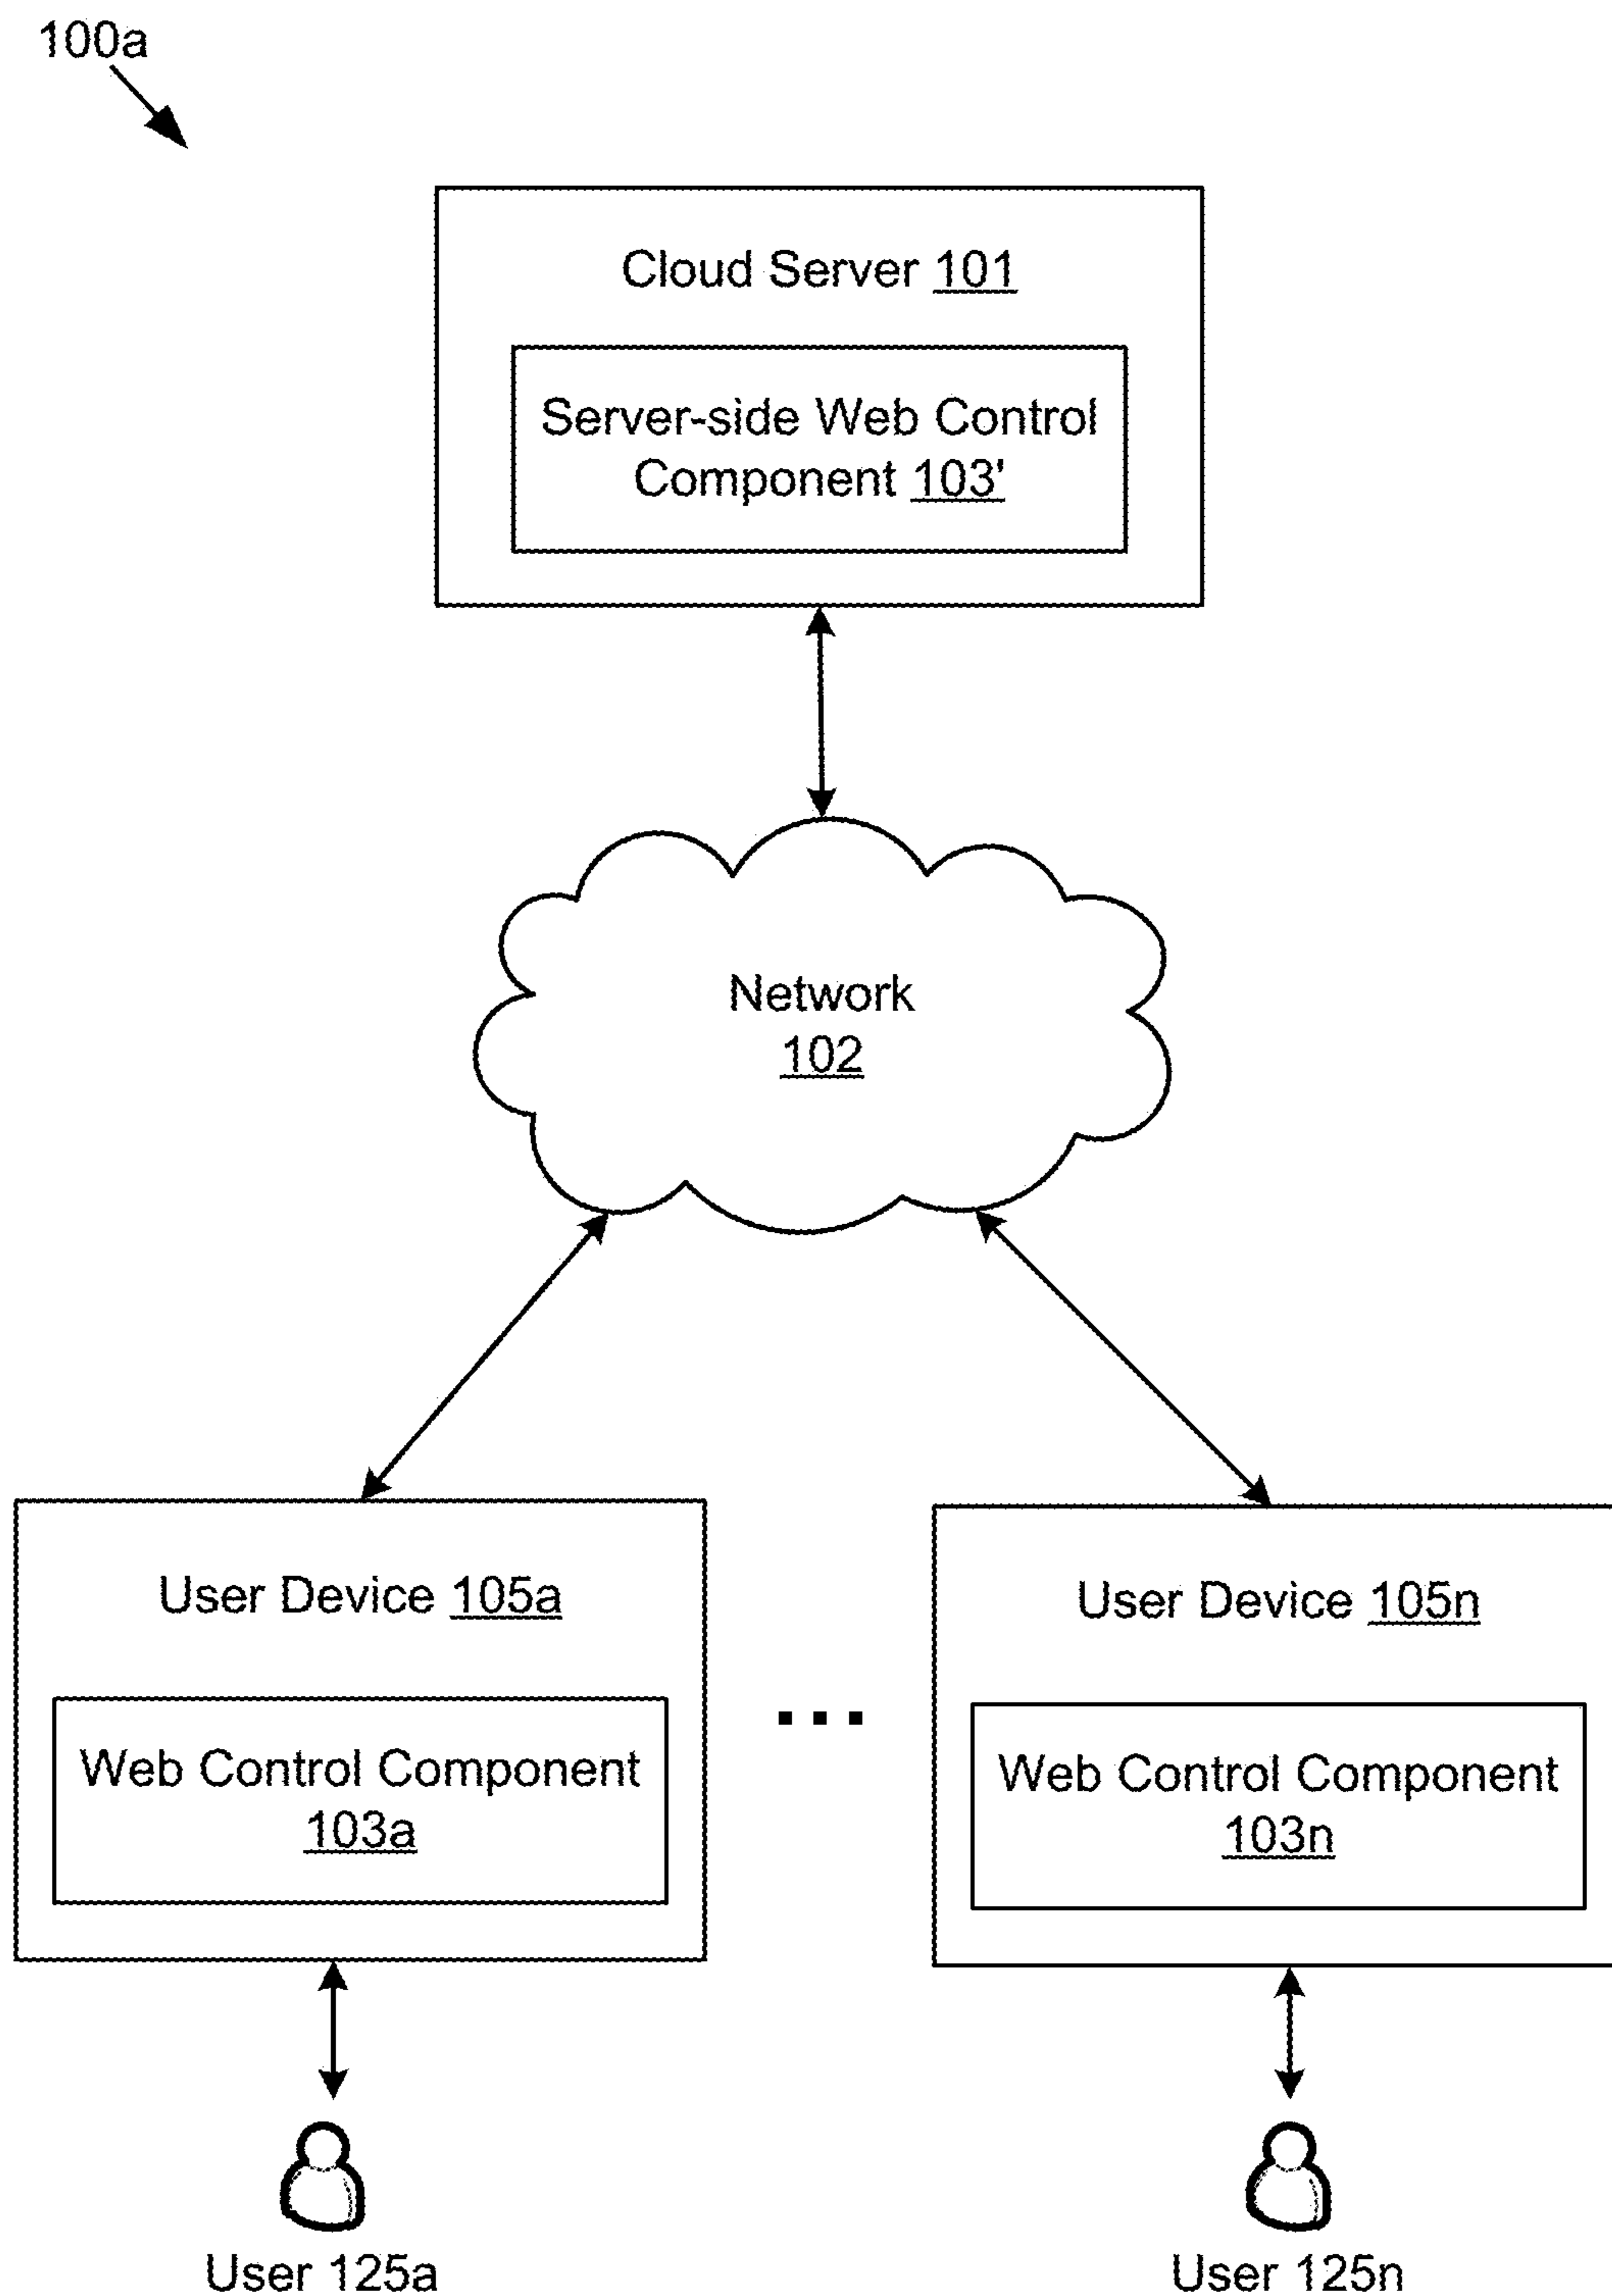 100a
Cloud Server 101
Server-side Web Control
Component 103'
Network
102
User Device 105a
Web Control Component
103a
...
User Device 105n
Web Control Component
103n
User 125a
User 125n